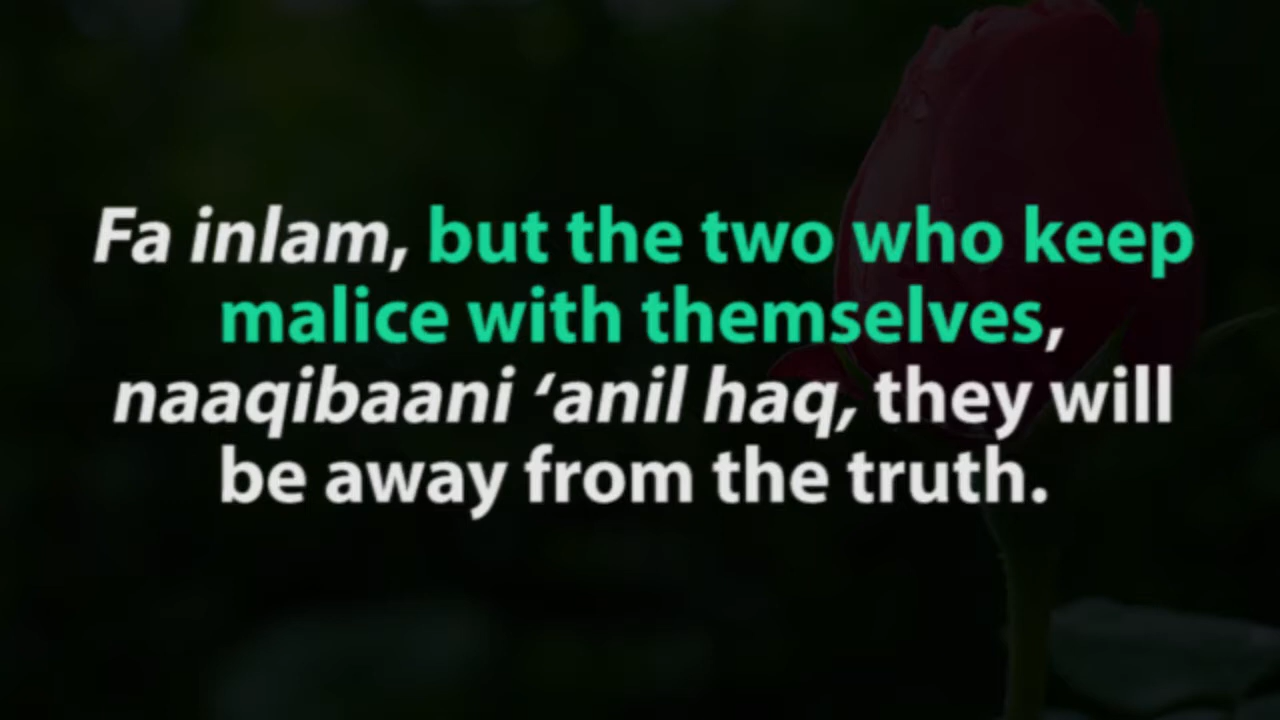 Fa inlam, but the two who keep
malice with themselves,
naaqibaani ‘anil haq, they will
be away from the truth.